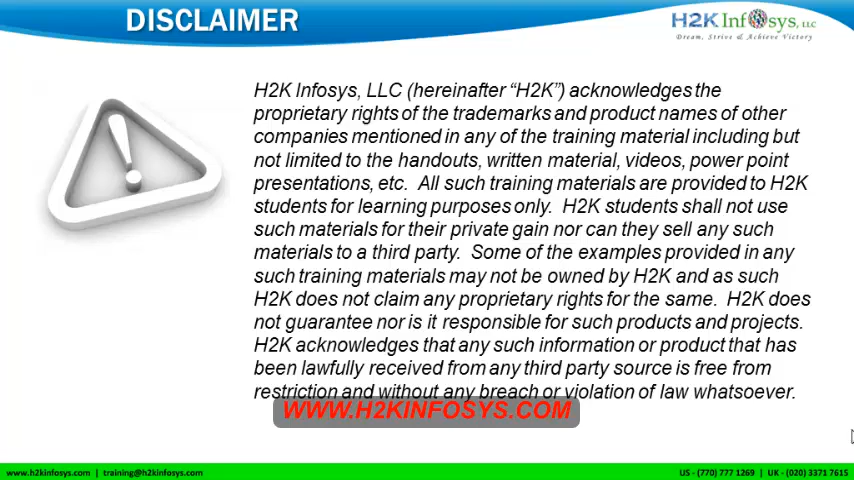 DISCLAIMER
H2K Infosys, LLC
Dream, Strive & Achieve Victory
H2K Infosys, LLC (hereinafter “H2K”) acknowledges the
proprietary rights of the trademarks and product names of other
companies mentioned in any of the training material including but
not limited to the handouts, written material, videos, power point
presentations, etc.  All such training materials are provided to H2K
students for learning purposes only.  H2K students shall not use
such materials for their private gain nor can they sell any such
materials to a third party.  Some of the examples provided in any
such training materials may not be owned by H2K and as such
H2K does not claim any proprietary rights for the same.  H2K does
not guarantee nor is it responsible for such products and projects.
H2K acknowledges that any such information or product that has
been lawfully received from any third party source is free from
restriction and without any breach or violation of law whatsoever.
WWW.H2KINFOSYS.COM
www.h2kinfosys.com | training@h2kinfosys.com
US - (770) 777 1269 | UK - (020) 3371 7615